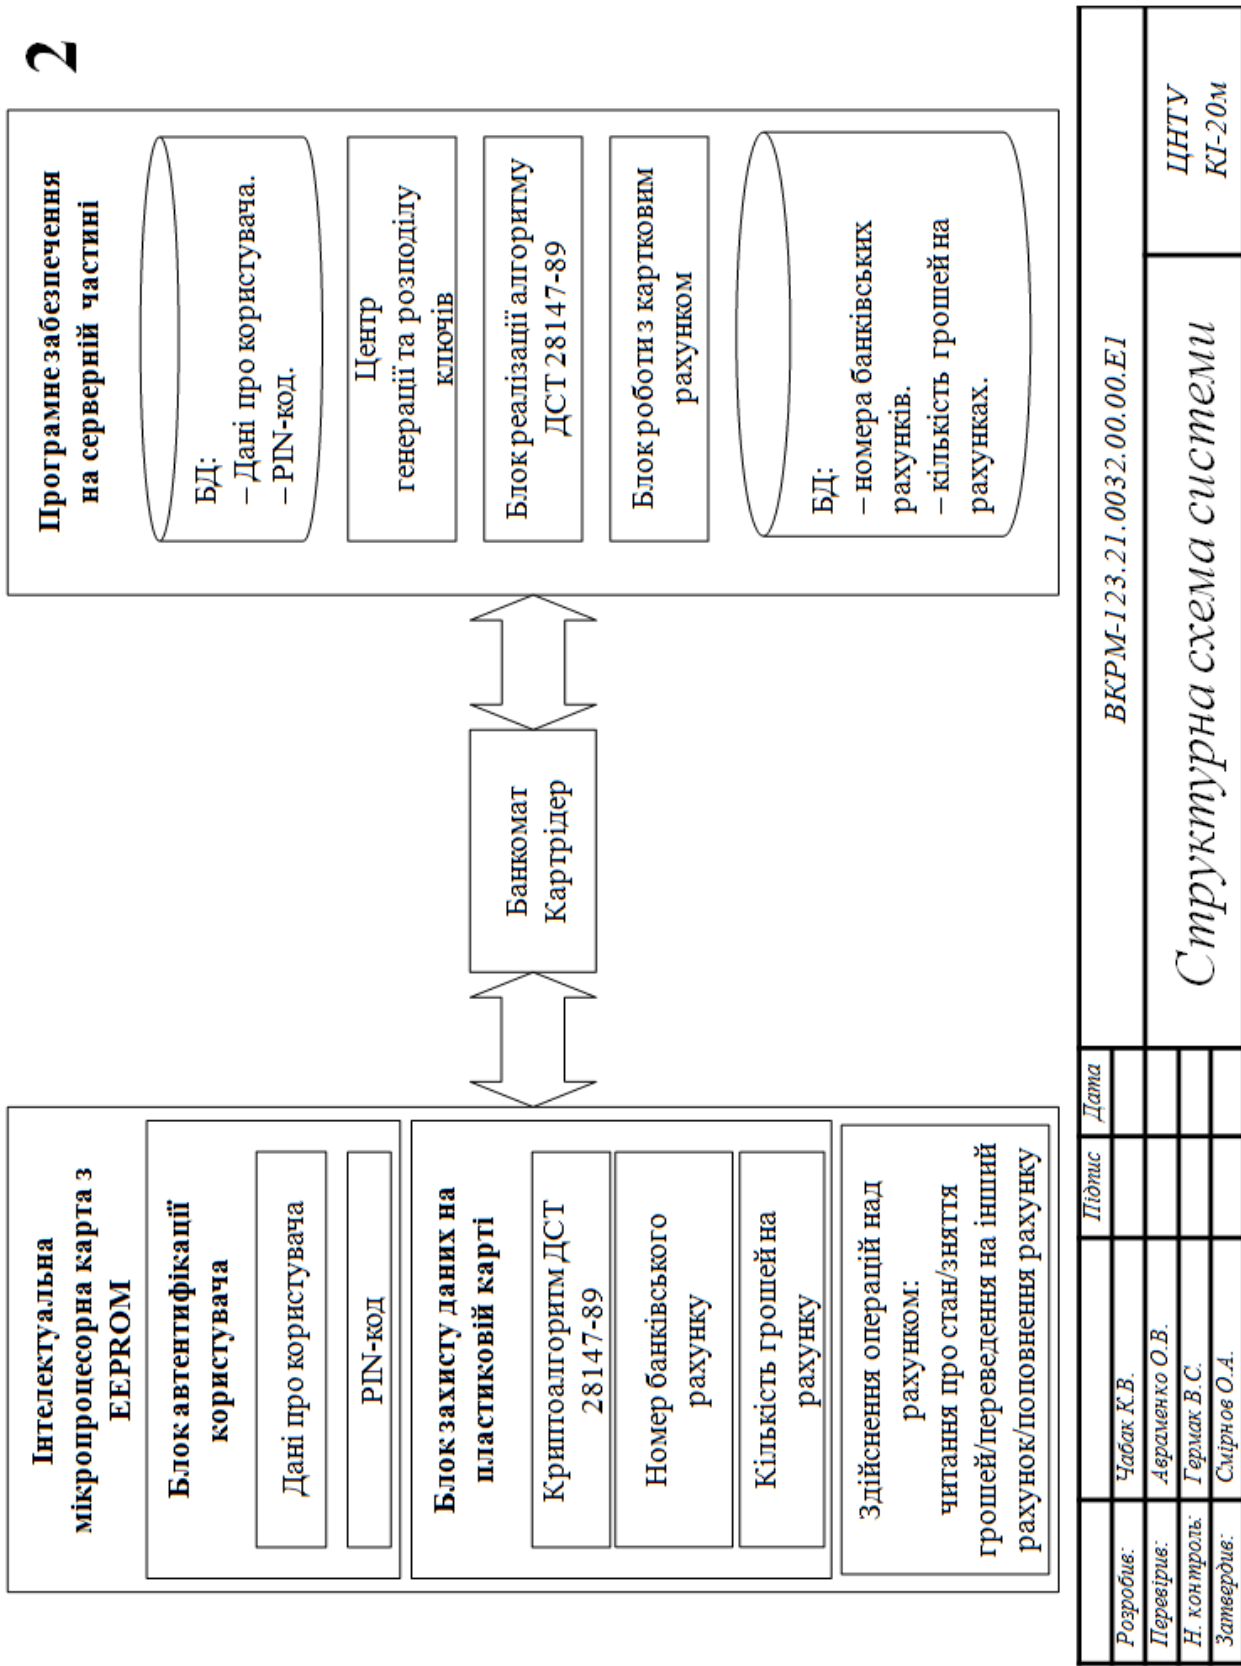 2
Інтелектуальна
мікропроцесорна карта з
EEPROM
Блок автентифікації
користувача
Дані про користувача
PIN-код
Блок захисту даних на
пластиковій карті
Криптоалгоритм ДСТ
28147-89
Номер банківського
рахунку
Кількість грошей на
рахунку
Здійснення операцій над
рахунком:
читання про стан/зняття
грошей/переведення на інший
рахунок/поповнення рахунку
Банкомат
Картрідер
Програмне забезпечення
на серверній частині
БД:
– Дані про користувача.
– PIN-код.
Центр
генерації та розподілу
ключів
Блок реалізації алгоритму
ДСТ 28147-89
Блок роботи з картковим
рахунком
БД:
– номера банківських
рахунків.
– кількість грошей на
рахунках.
Підпис Дата
ВКРМ-123.21.0032.00.00.Е1
Розробив: Чабак К.В.
Перевірив: Авраменко О.В.
Н. контроль: Гермак В.С.
Затвердив: Смірнов О.А.
Структурна схема системи
ЦНТУ
КІ-20м